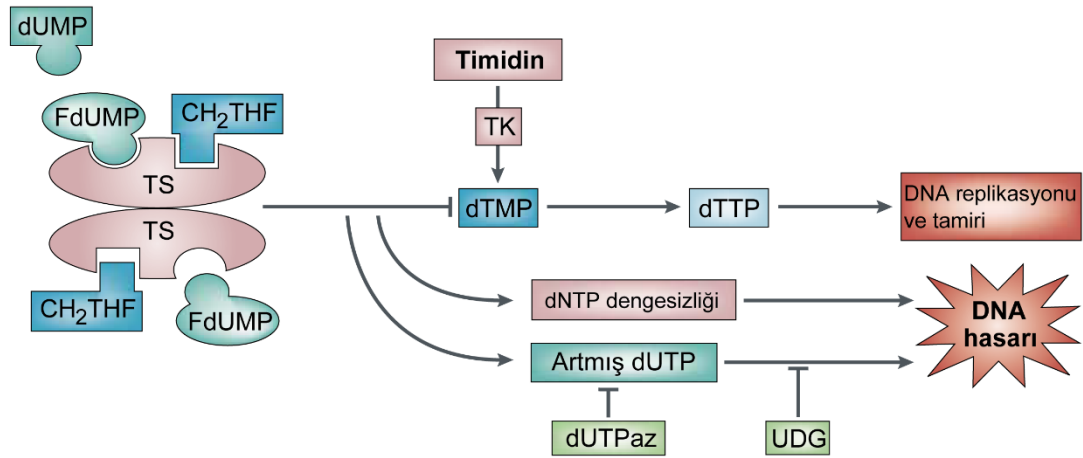 dUMP
FdUMP
CH₂THF
TS
TS
CH₂THF
FdUMP
Timidin
TK
dTMP
dTTP
DNA replikasyonu
ve tamiri
dNTP dengesizliği
Artmış dUTP
dUTPaz
UDG
DNA
hasarı